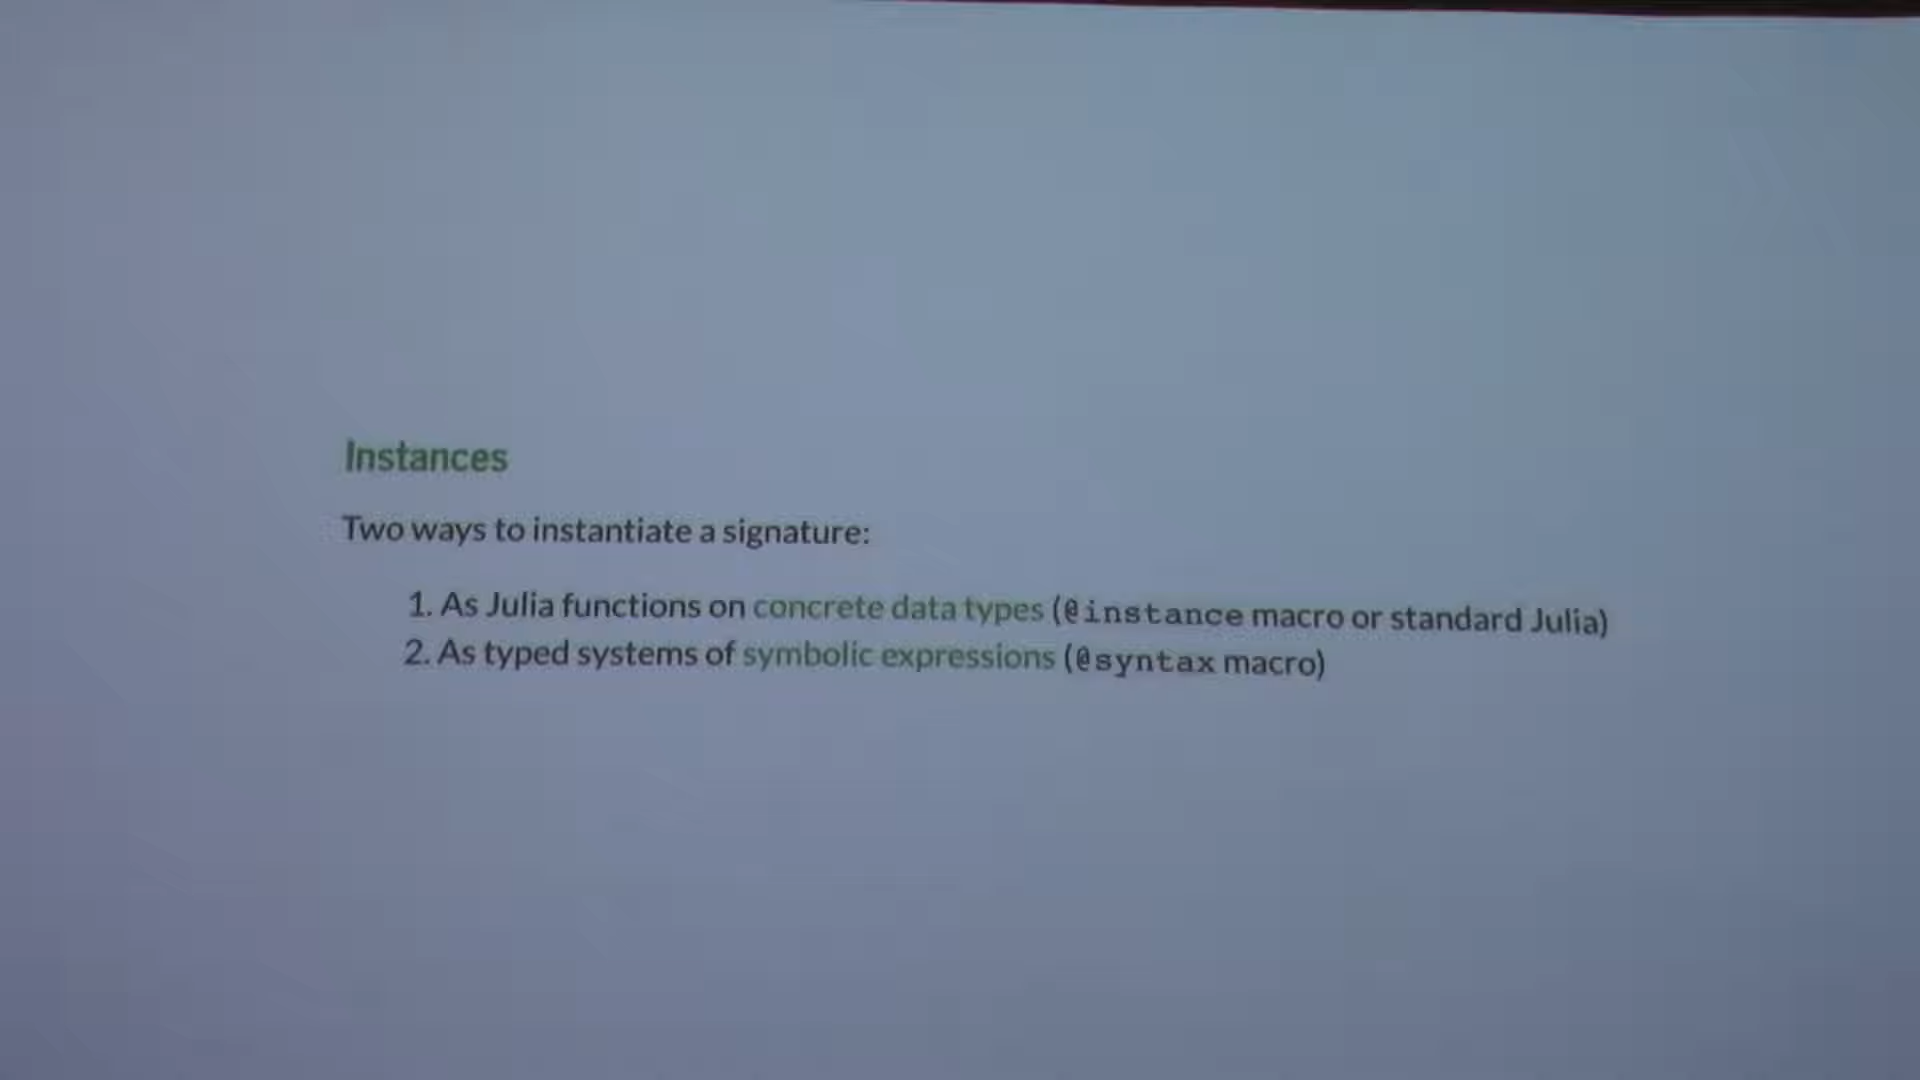 Instances
Two ways to instantiate a signature:
1. As Julia functions on concrete data types (@instance macro or standard Julia)
2. As typed systems of symbolic expressions (@syntax macro)